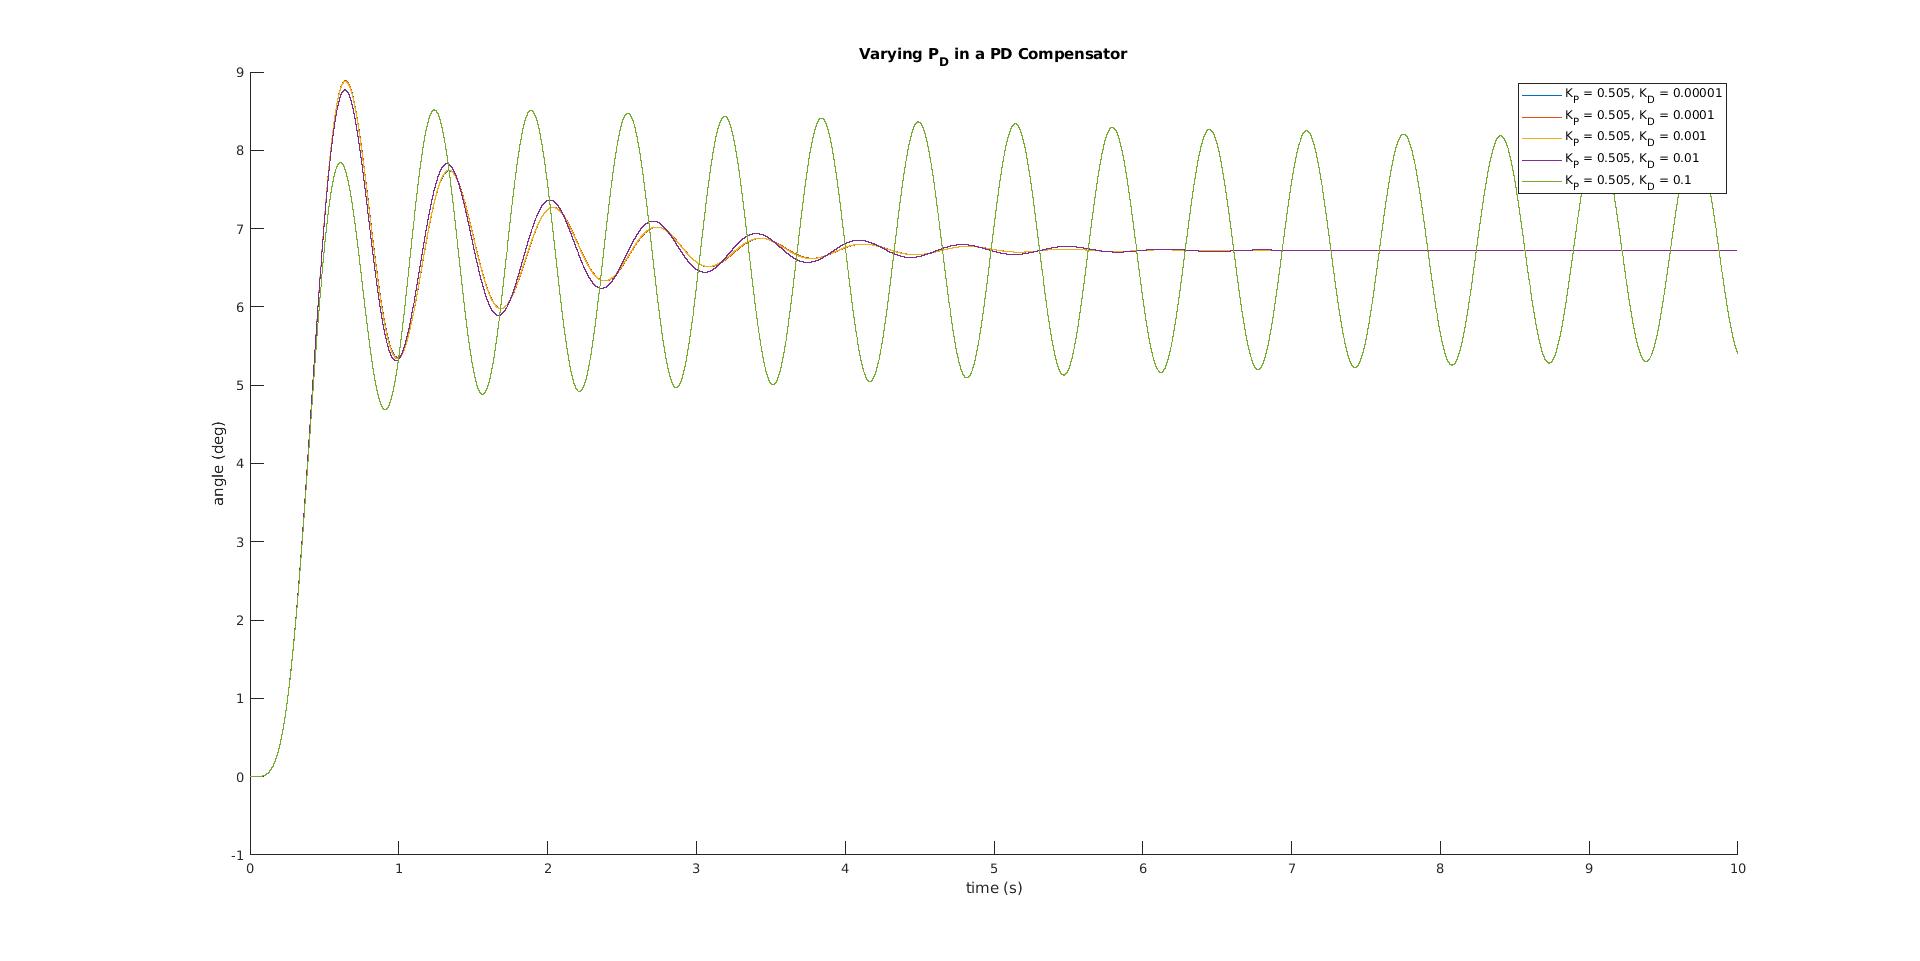 Varying P_D in a PD Compensator
K_P = 0.505, K_D = 0.00001
K_P = 0.505, K_D = 0.0001
K_P = 0.505, K_D = 0.001
K_P = 0.505, K_D = 0.01
K_P = 0.505, K_D = 0.1
angle (deg)
9
8
7
6
5
4
3
2
1
0
-1
0 1 2 3 4 5 6 7 8 9 10
time (s)